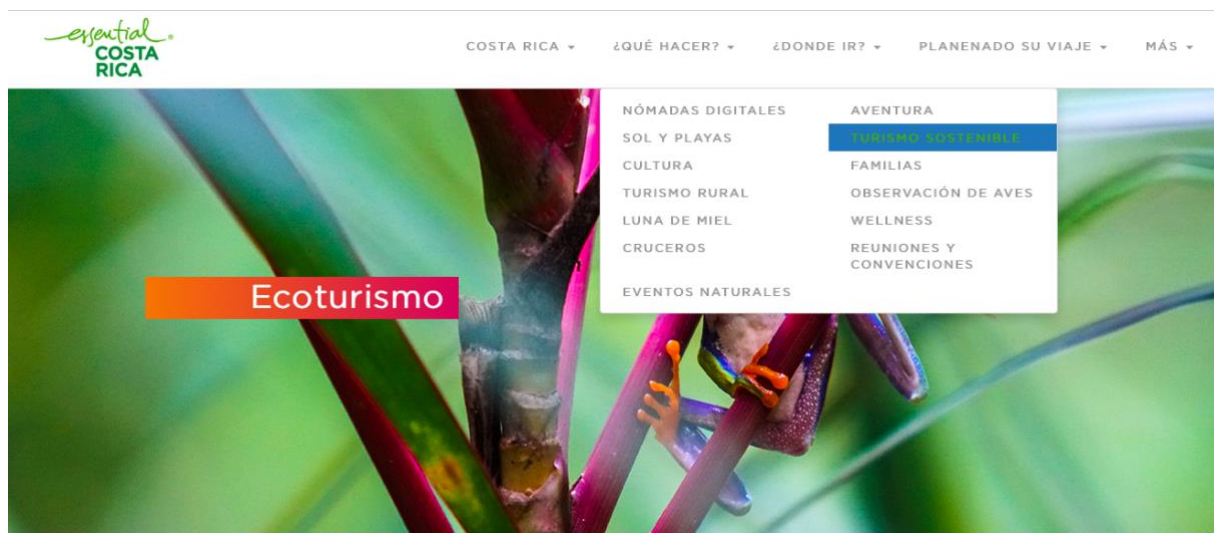 essential
COSTA
RICA
COSTA RICA ¿QUÉ HACER? ¿DONDE IR? PLANENADO SU VIAJE MÁS
NÓMADAS DIGITALES AVENTURA
SOL Y PLAYAS TURISMO SOSTENIBLE
CULTURA FAMILIAS
TURISMO RURAL OBSERVACIÓN DE AVES
LUNA DE MIEL WELLNESS
CRUCEROS REUNIONES Y
CONVENCIONES
EVENTOS NATURALES
Ecoturismo